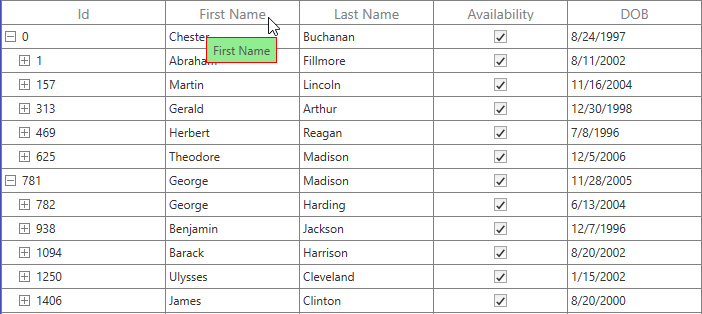 Id First Name Last Name Availability DOB
0 Chester Buchanan 8/24/1997
First Name
1 Abraham Fillmore 8/11/2002
157 Martin Lincoln 11/16/2004
313 Gerald Arthur 12/30/1998
469 Herbert Reagan 7/8/1996
625 Theodore Madison 12/5/2006
781 George Madison 11/28/2005
782 George Harding 6/13/2004
938 Benjamin Jackson 12/7/1996
1094 Barack Harrison 8/20/2002
1250 Ulysses Cleveland 1/15/2002
1406 James Clinton 8/20/2000